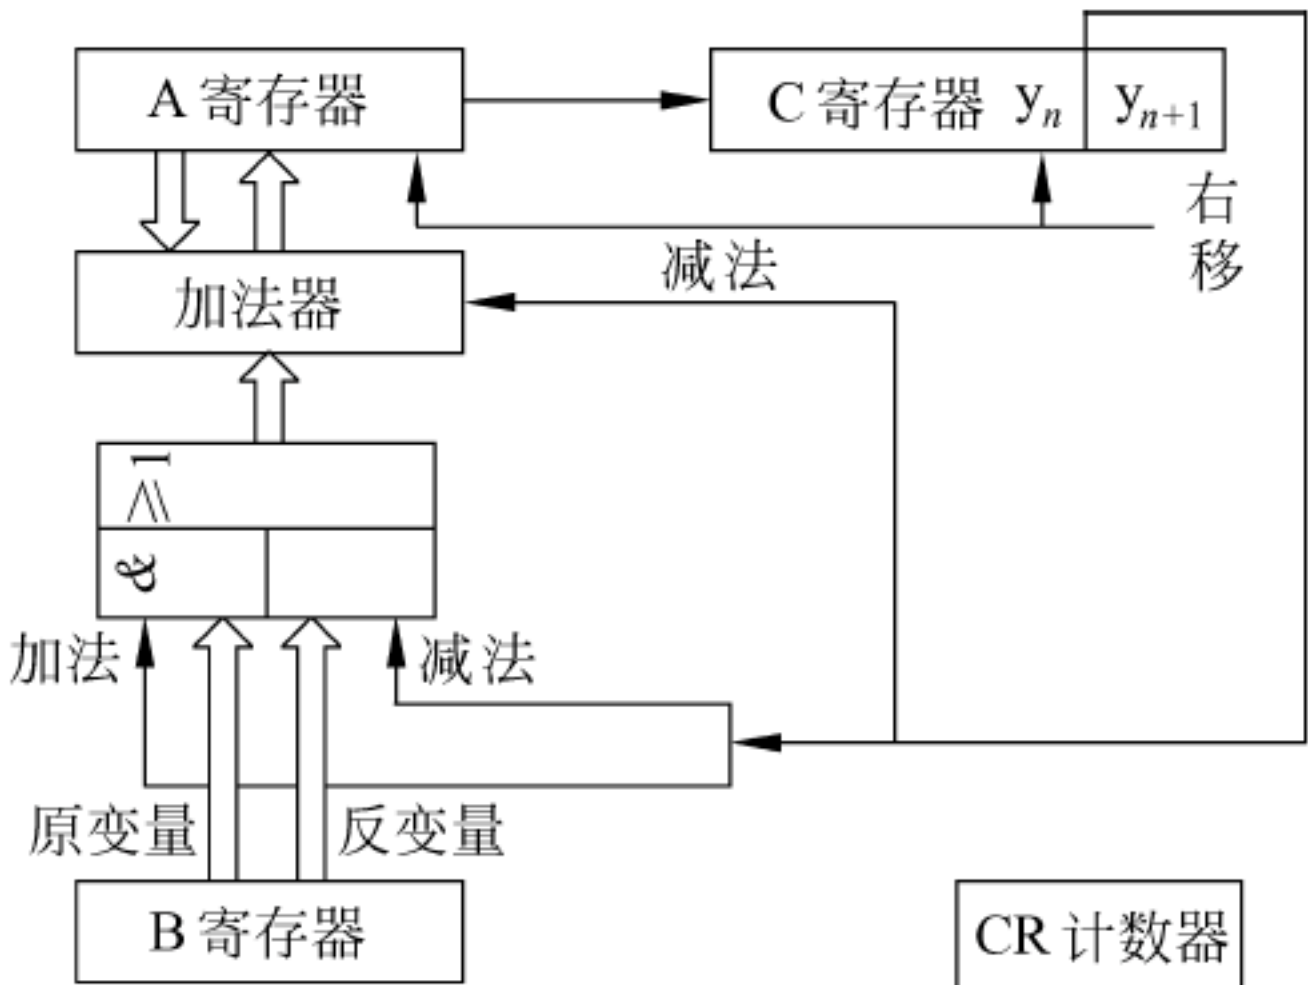 A 寄存器
C 寄存器 yₙ
yₙ₊₁
右移
减法
加法器
≥1
&
加法
减法
原变量
反变量
B 寄存器
CR 计数器